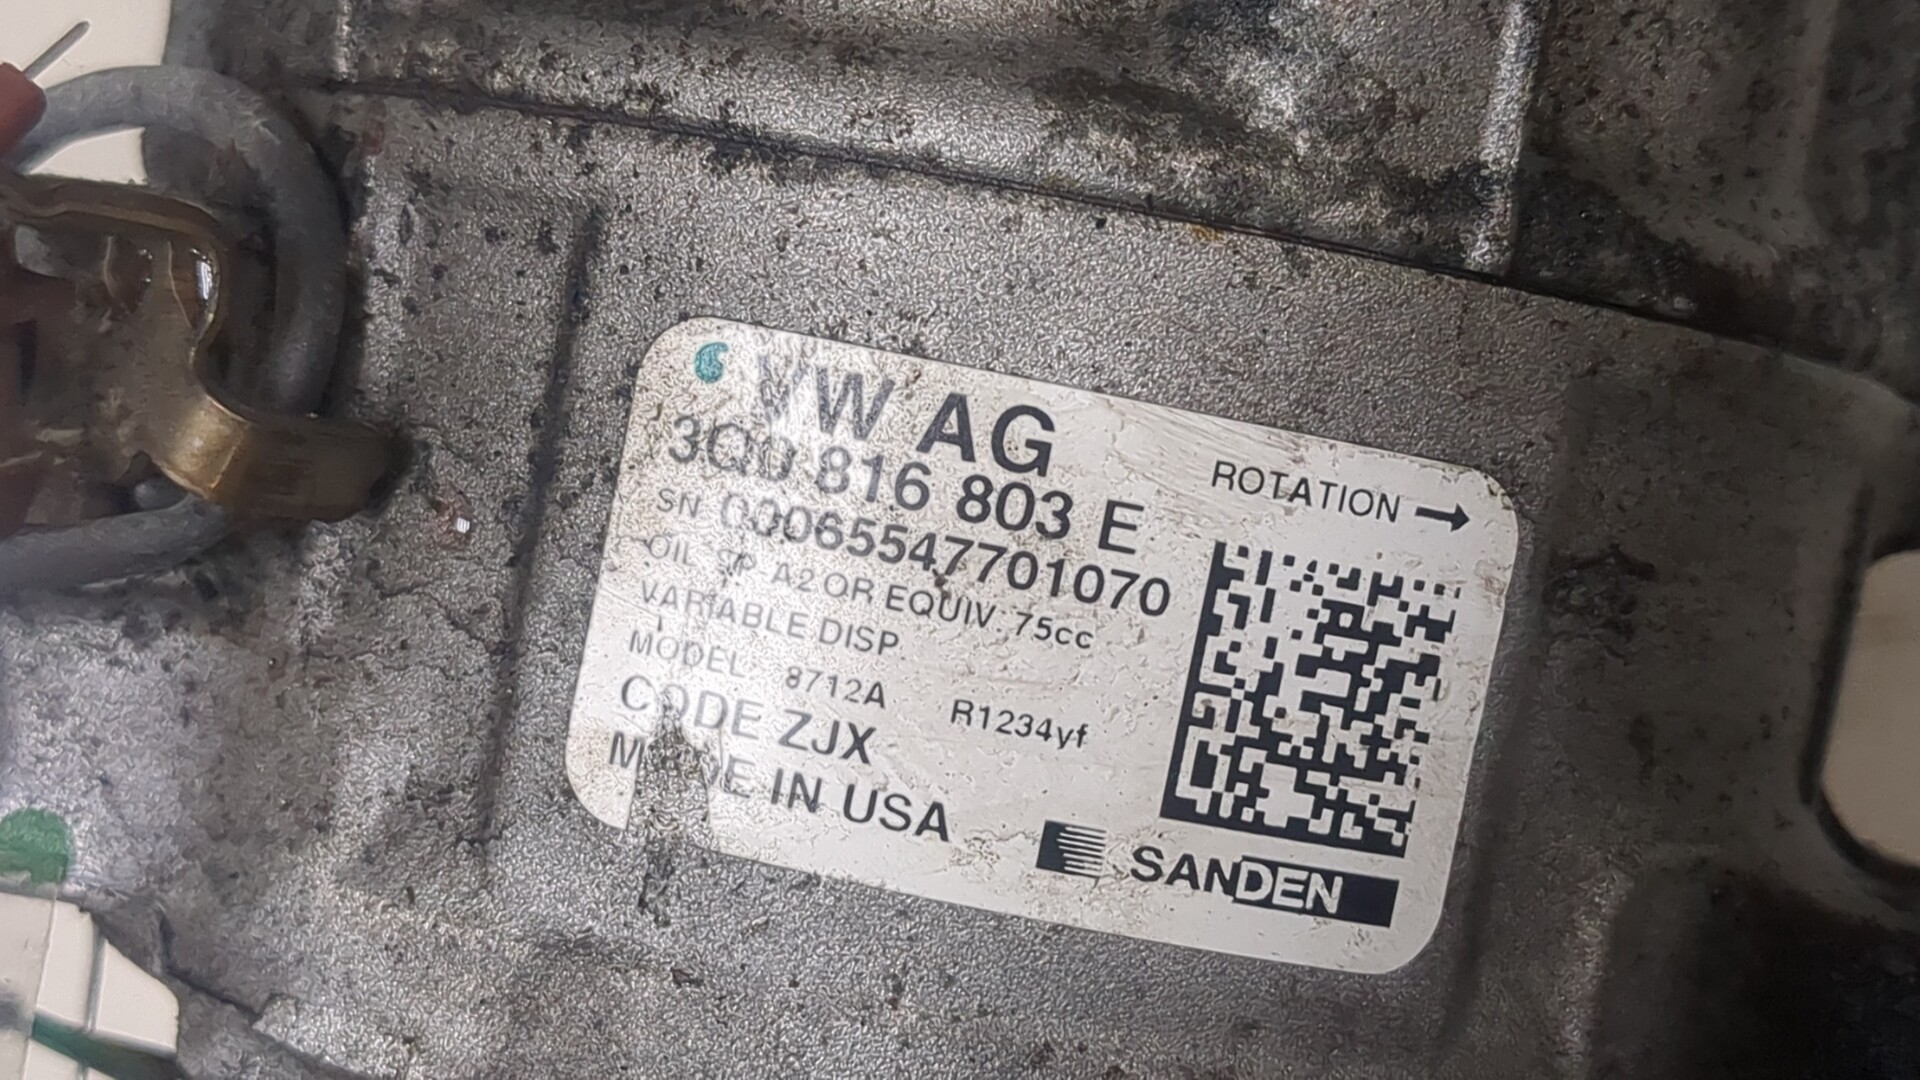 VW AG
3Q0 816 803 E
ROTATION →
SN 00065547701070
OIL SP A2 OR EQUIV. 75cc
VARIABLE DISP
MODEL 8712A R1234yf
CODE ZJX
MADE IN USA
SANDEN